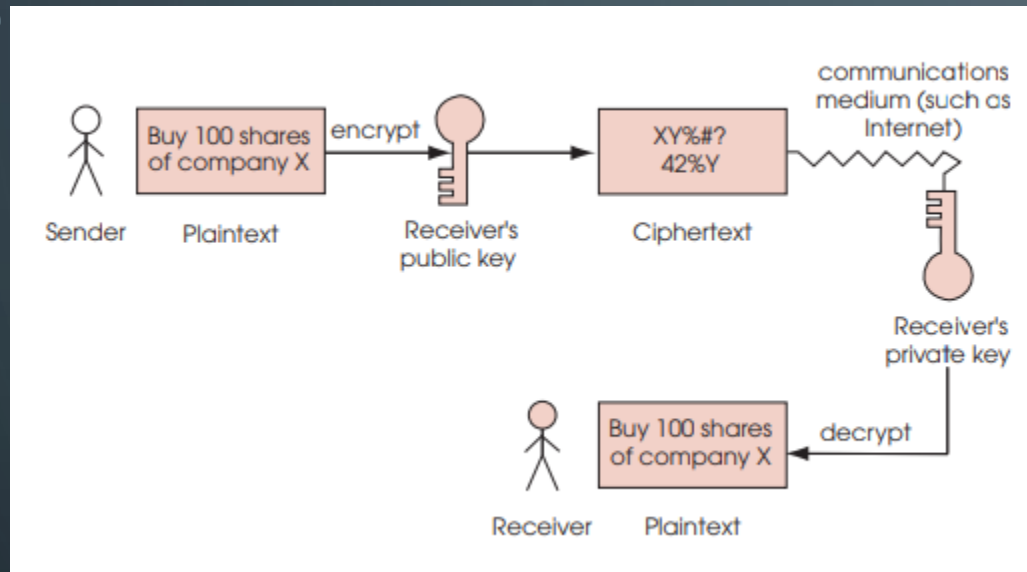 communications
medium (such as
Internet)
Buy 100 shares
of company X
encrypt
XY%#?
42%Y
Sender
Plaintext
Receiver's
public key
Ciphertext
Receiver's
private key
Buy 100 shares
of company X
decrypt
Receiver
Plaintext